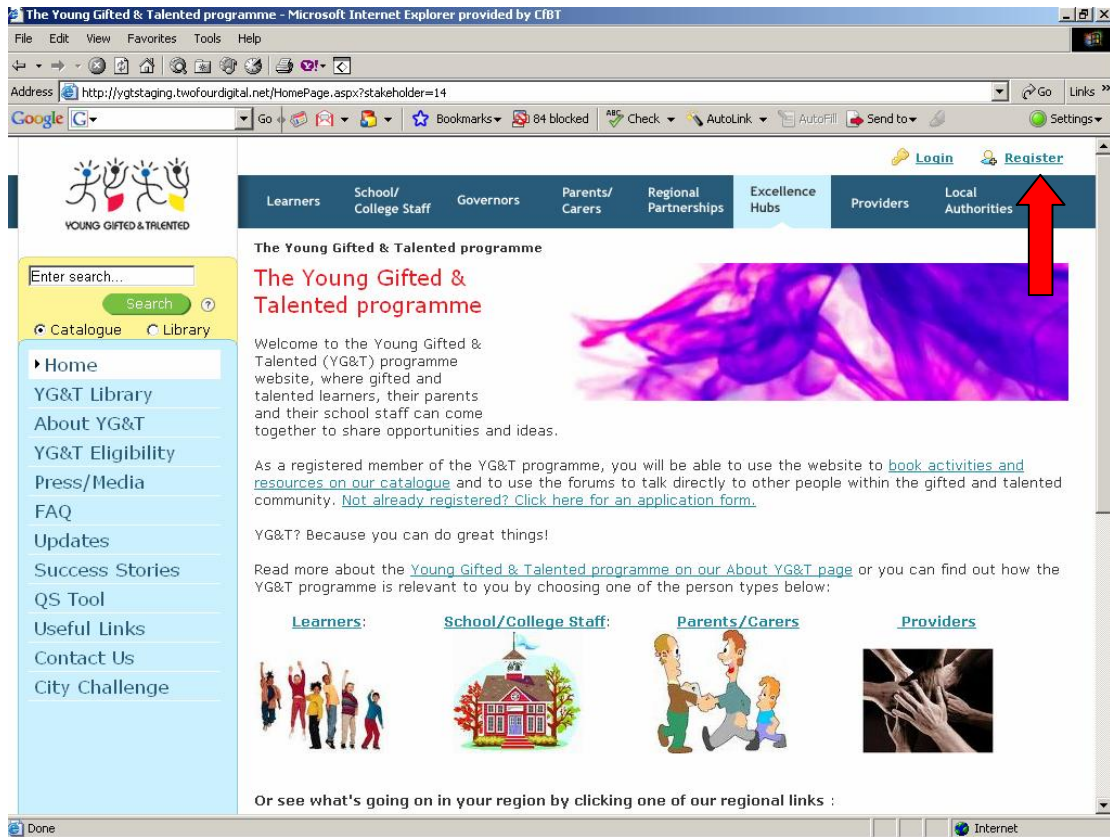 The Young Gifted & Talented programme - Microsoft Internet Explorer provided by CfBT
File Edit View Favorites Tools Help
Address http://ygtstaging.twofourdigital.net/HomePage.aspx?stakeholder=14 Go Links »
Google G Go Bookmarks 84 blocked ABC Check AutoLink AutoFill Send to Settings
Login Register
YOUNG GIFTED & TALENTED
Learners School/ College Staff Governors Parents/ Carers Regional Partnerships Excellence Hubs Providers Local Authorities
Enter search...
Search ?
Catalogue Library
Home
YG&T Library
About YG&T
YG&T Eligibility
Press/Media
FAQ
Updates
Success Stories
QS Tool
Useful Links
Contact Us
City Challenge
The Young Gifted & Talented programme
The Young Gifted &
Talented programme
Welcome to the Young Gifted &
Talented (YG&T) programme
website, where gifted and
talented learners, their parents
and their school staff can come
together to share opportunities and ideas.
As a registered member of the YG&T programme, you will be able to use the website to book activities and
resources on our catalogue and to use the forums to talk directly to other people within the gifted and talented
community. Not already registered? Click here for an application form.
YG&T? Because you can do great things!
Read more about the Young Gifted & Talented programme on our About YG&T page or you can find out how the
YG&T programme is relevant to you by choosing one of the person types below:
Learners: School/College Staff: Parents/Carers Providers
Or see what's going on in your region by clicking one of our regional links :
Done Internet